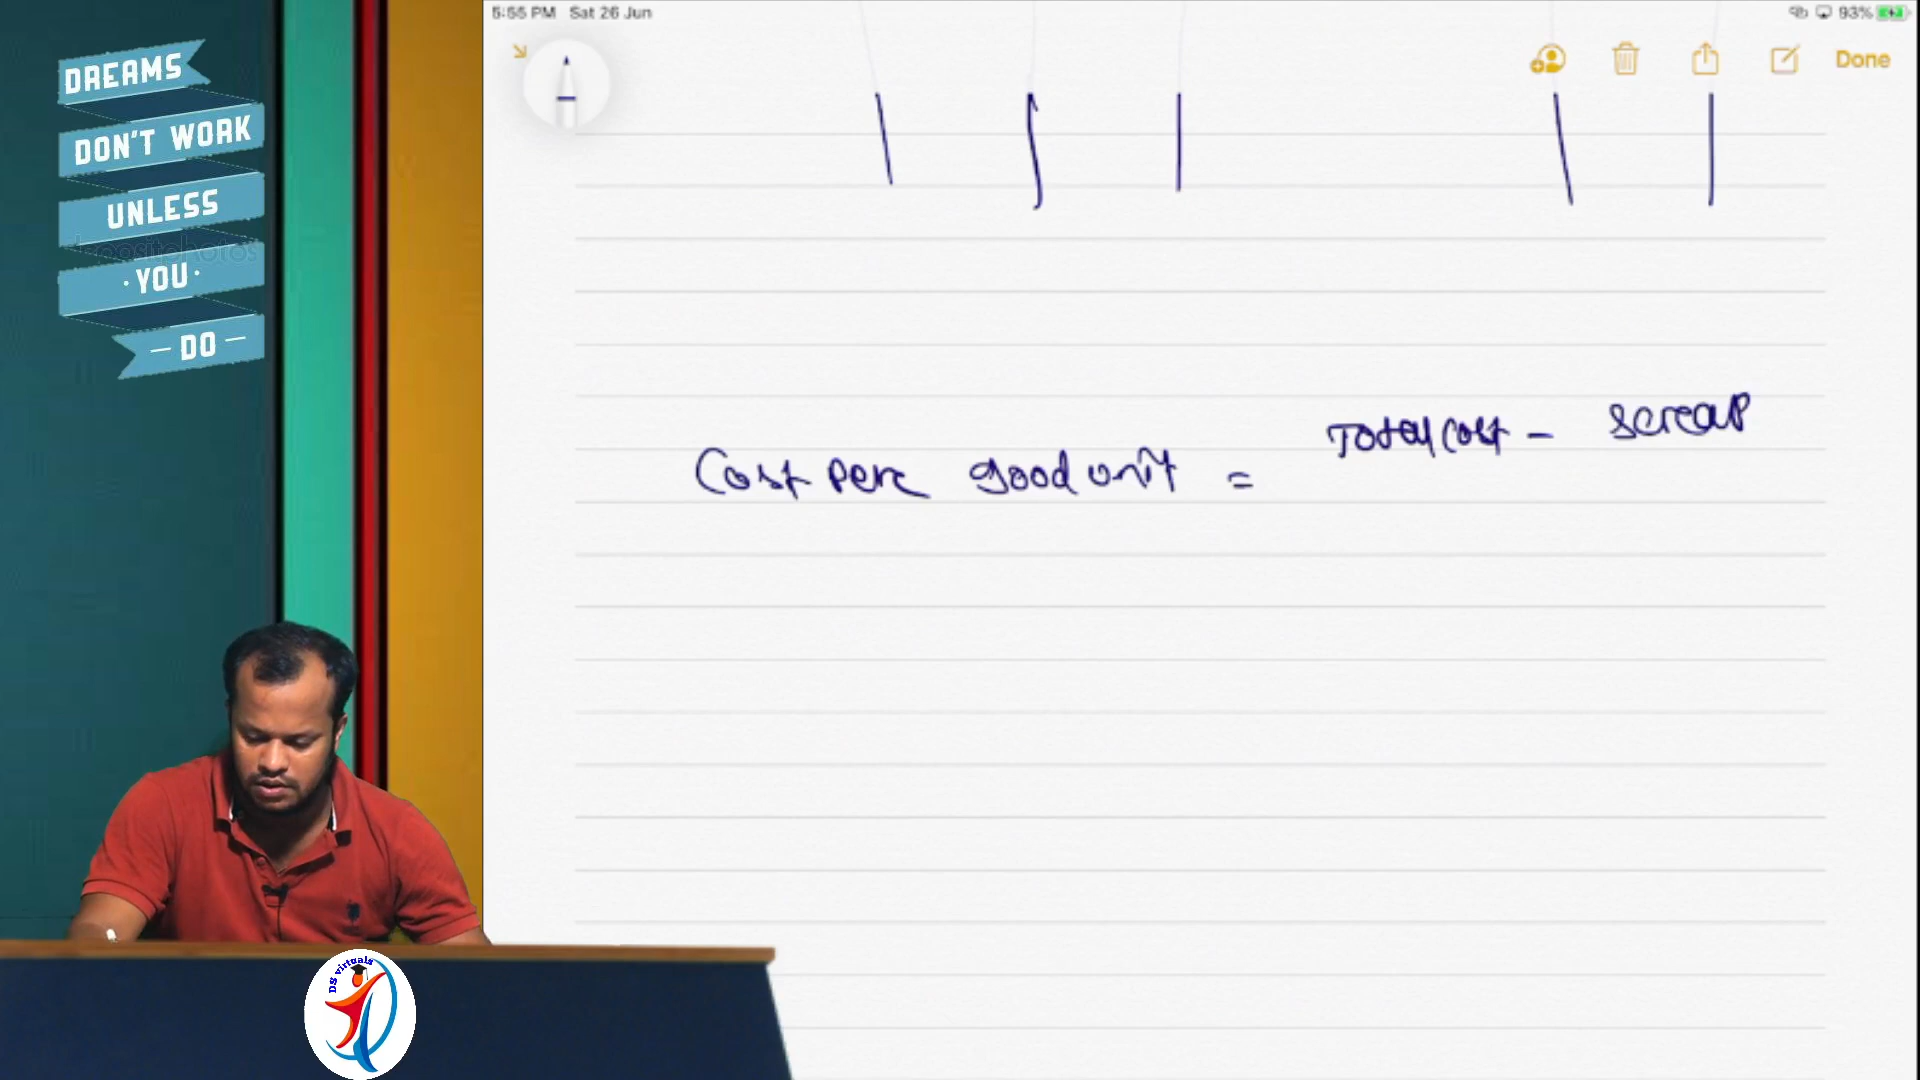 5:55 PM Sat 26 Jun
93%
Done
DREAMS
DON'T WORK
UNLESS
depositphotos
· YOU ·
– DO –
Total cost – Scrap
Cost per good unit =
DS virtuals